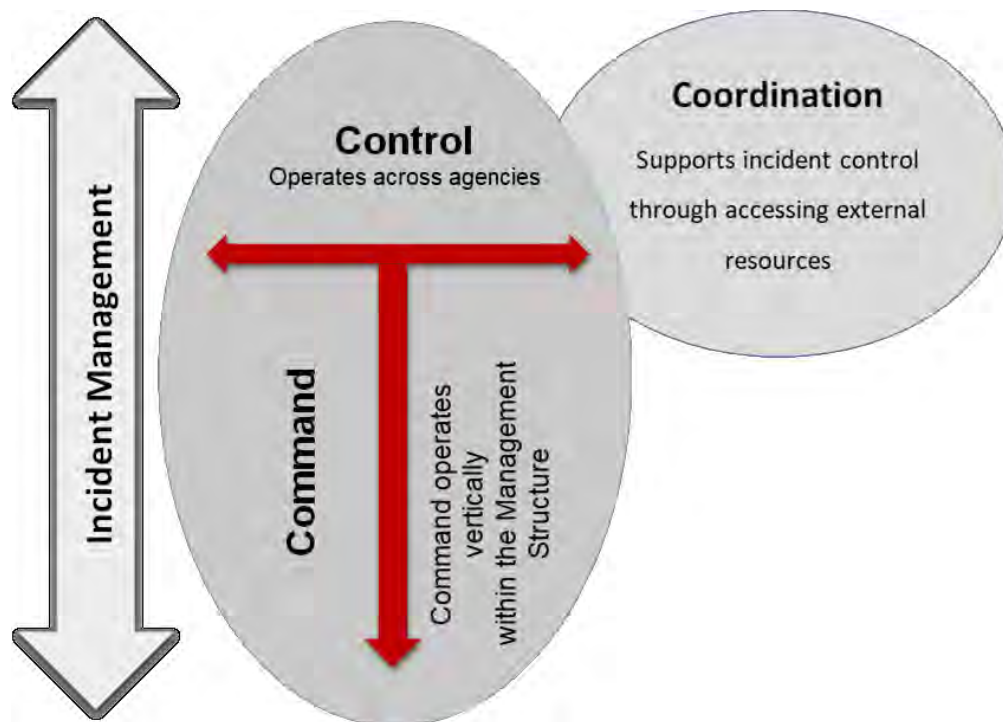 Incident Management
Control
Operates across agencies
Command
Command operates
vertically
within the Management
Structure
Coordination
Supports incident control
through accessing external
resources